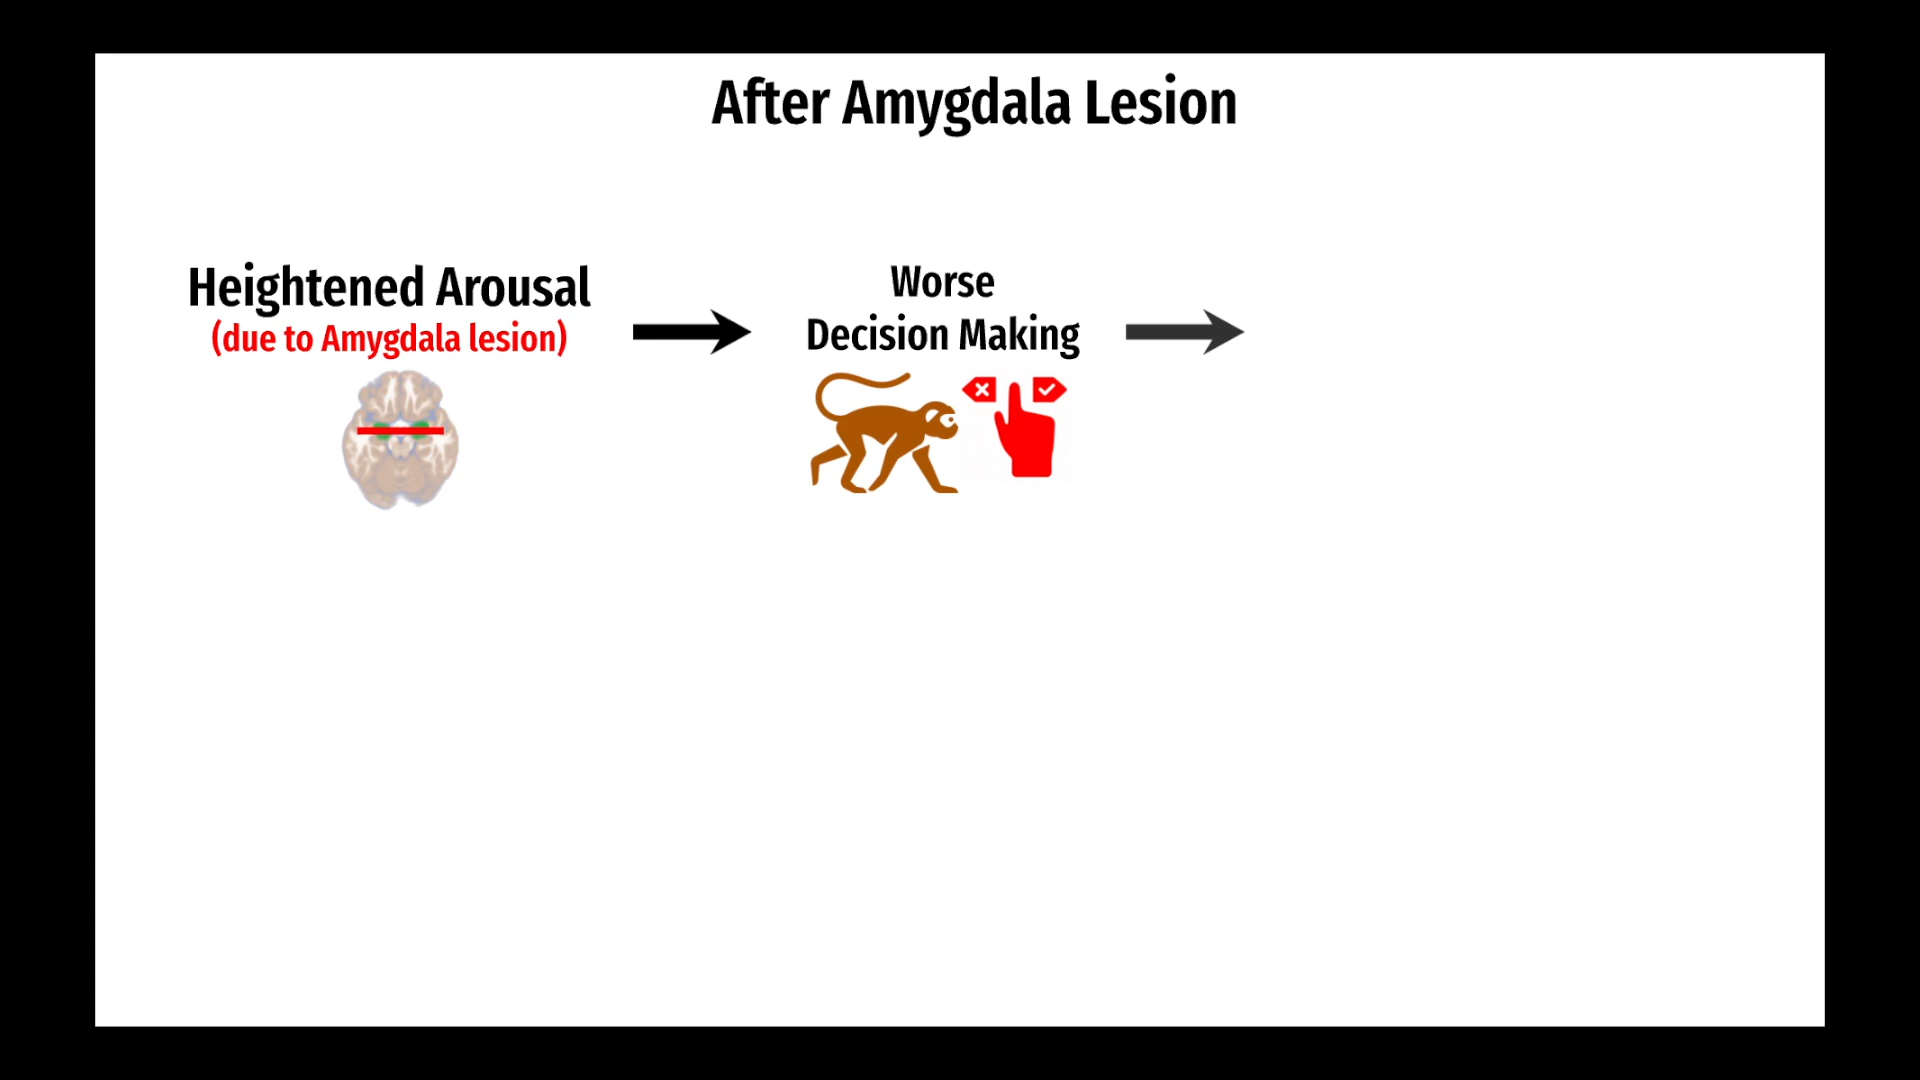 After Amygdala Lesion
Heightened Arousal
(due to Amygdala lesion)
Worse
Decision Making